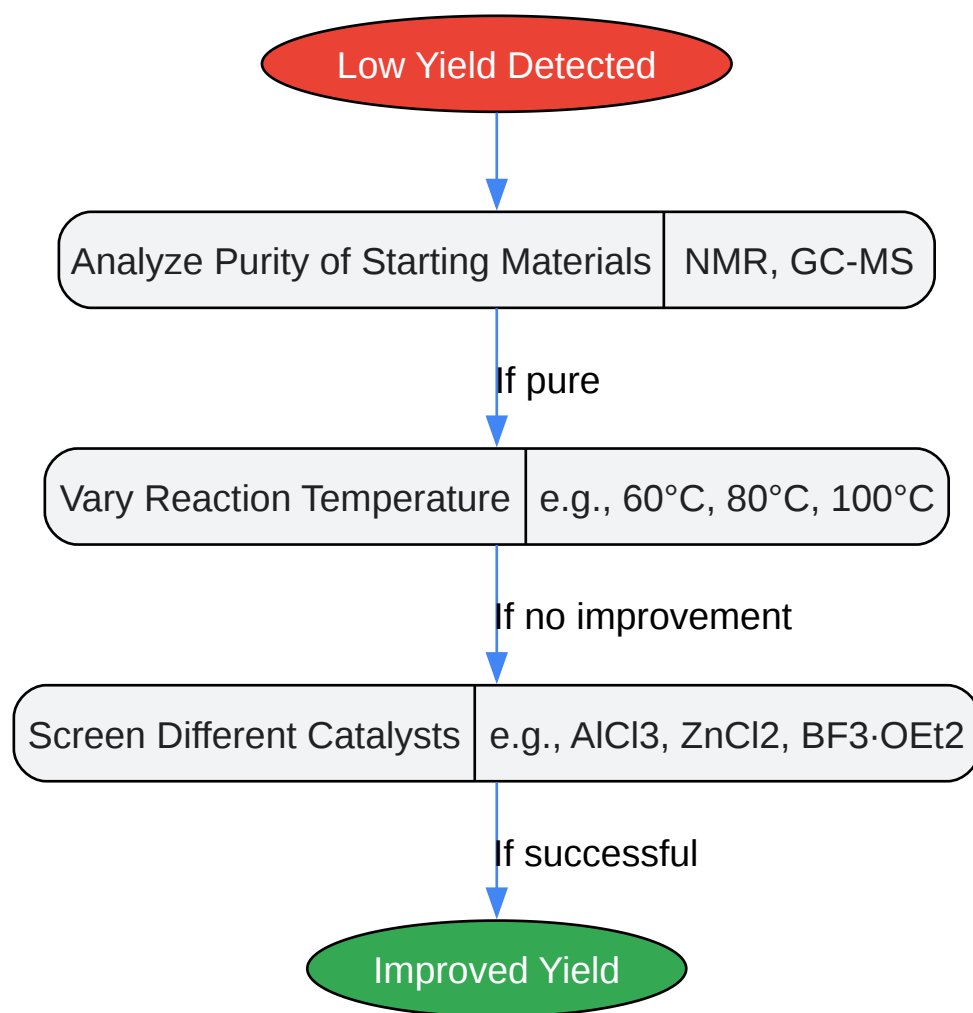 Low Yield Detected
Analyze Purity of Starting Materials
NMR, GC-MS
If pure
Vary Reaction Temperature
e.g., 60°C, 80°C, 100°C
If no improvement
Screen Different Catalysts
e.g., AlCl3, ZnCl2, BF3·OEt2
If successful
Improved Yield